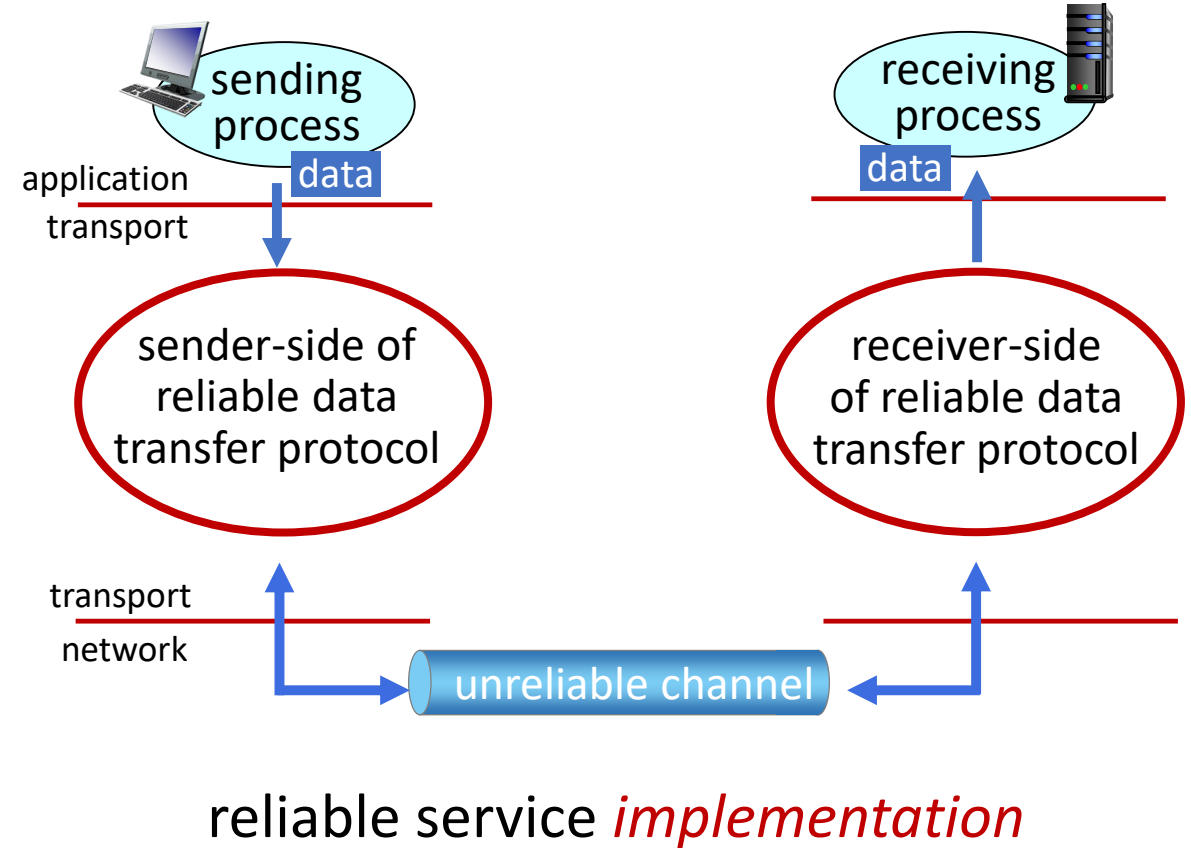 sending
process
data
application
transport
receiving
process
data
sender-side of
reliable data
transfer protocol
receiver-side
of reliable data
transfer protocol
transport
network
unreliable channel
reliable service implementation